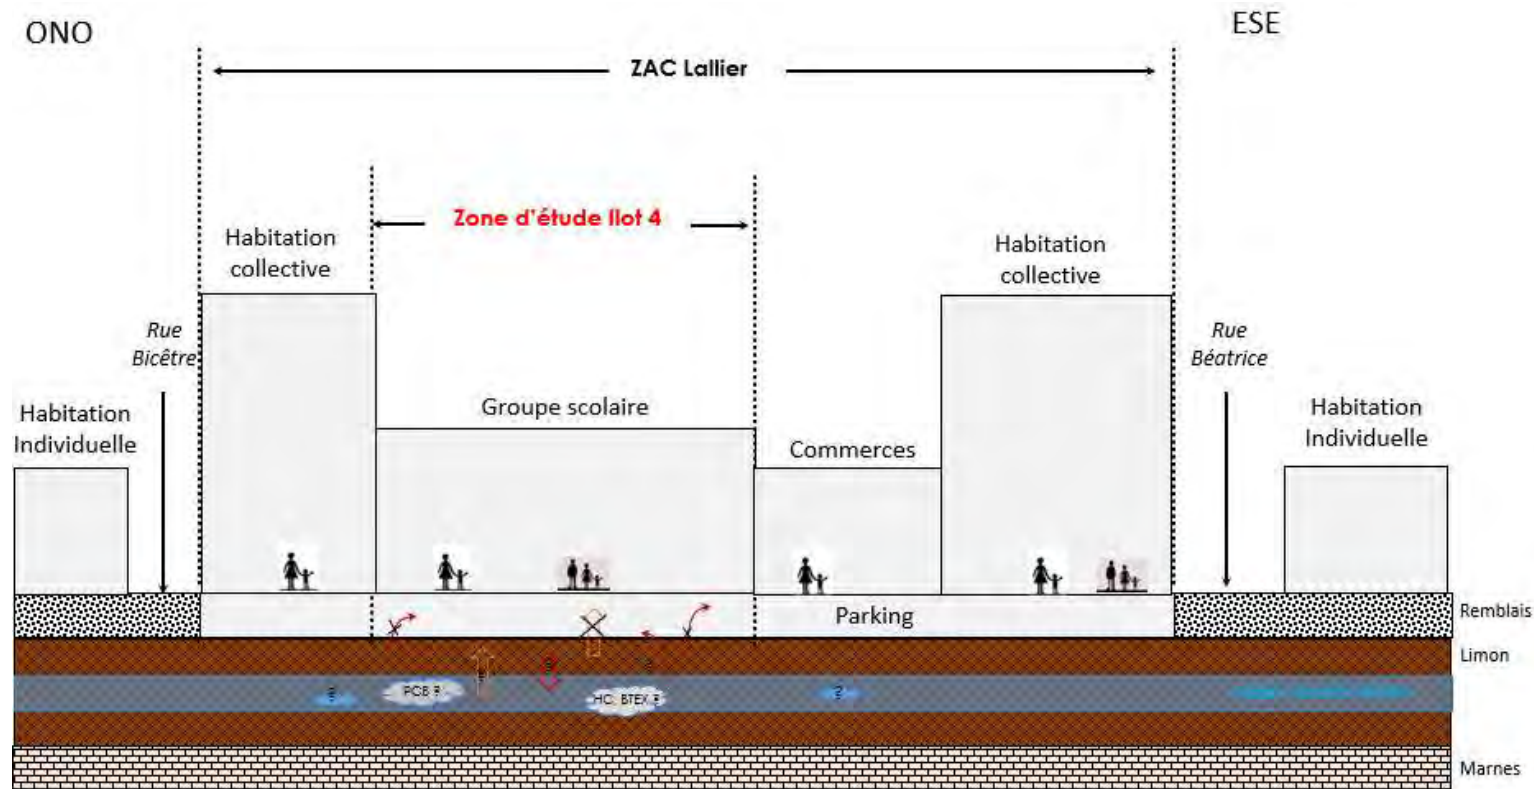 ONO
ESE
ZAC Lallier
Zone d'étude Ilot 4
Habitation
collective
Habitation
collective
Rue
Bicêtre
Rue
Béatrice
Groupe scolaire
Habitation
Individuelle
Habitation
Individuelle
Commerces
Parking
Remblais
Limon
PCB ?
HC, BTEX ?
?
?
Marnes